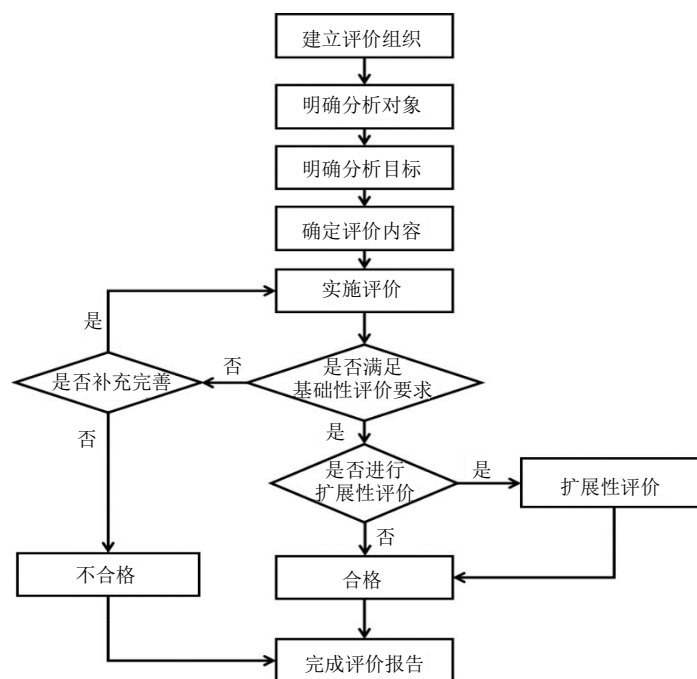 建立评价组织
明确分析对象
明确分析目标
确定评价内容
实施评价
是
否
是否满足
基础性评价要求
是否补充完善
否
是
是否进行
扩展性评价
是
扩展性评价
否
不合格
合格
完成评价报告